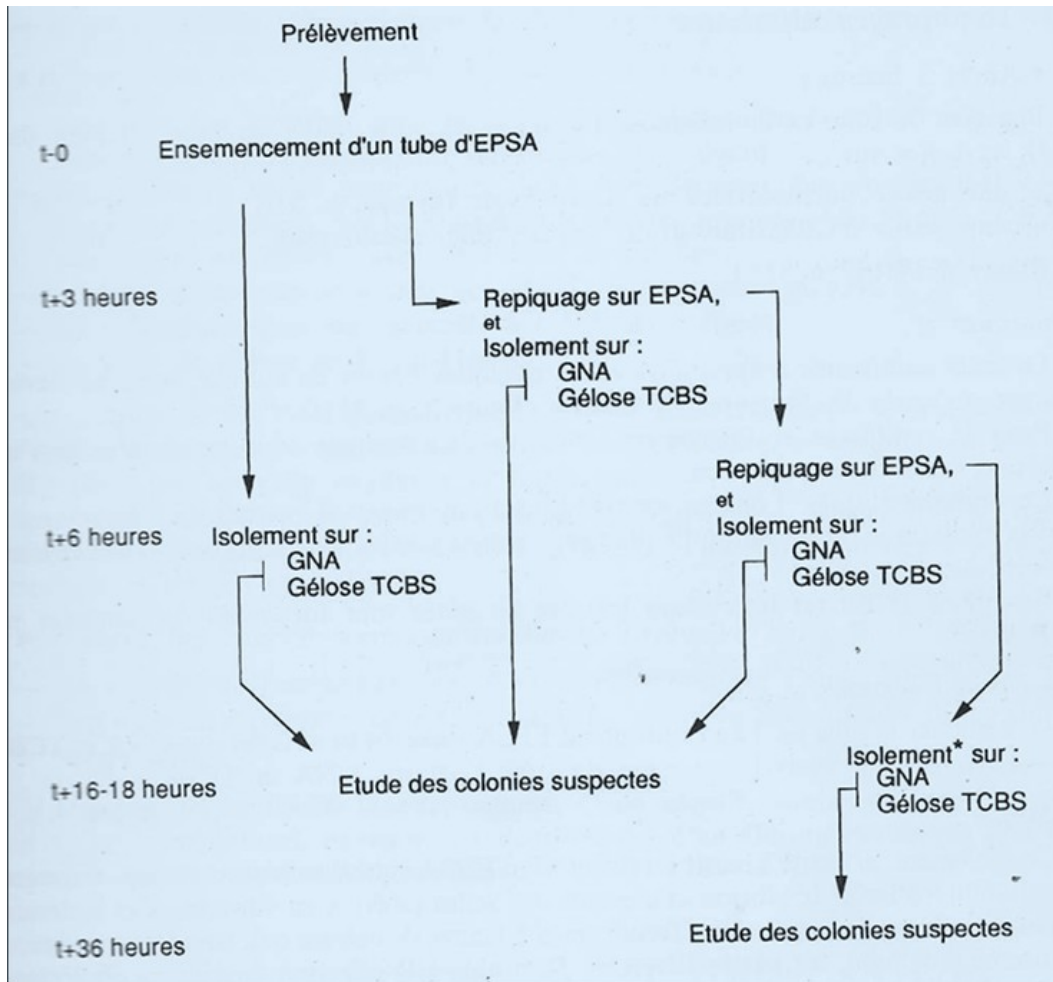 Prélèvement
t-0
Ensemencement d'un tube d'EPSA
t+3 heures
Repiquage sur EPSA,
et
Isolement sur :
GNA
Gélose TCBS
Repiquage sur EPSA,
et
t+6 heures
Isolement sur :
GNA
Gélose TCBS
Isolement sur :
GNA
Gélose TCBS
t+16-18 heures
Etude des colonies suspectes
Isolement* sur :
GNA
Gélose TCBS
t+36 heures
Etude des colonies suspectes